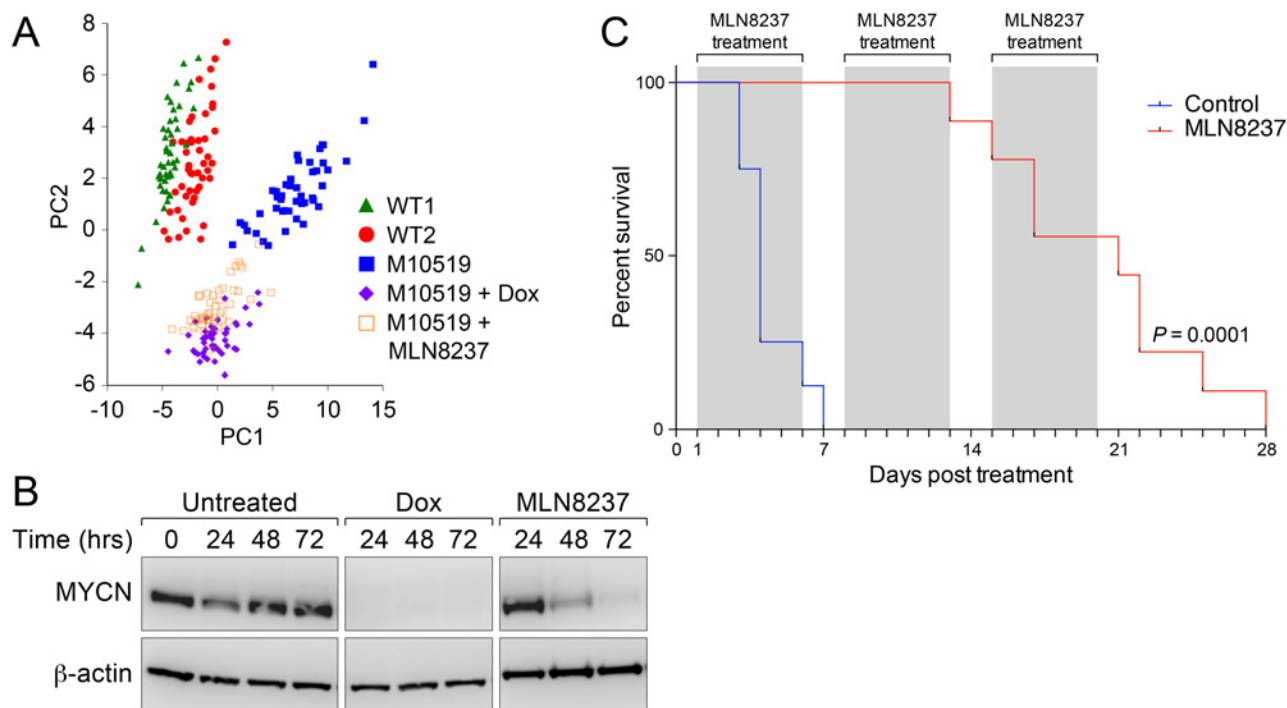 A
8
6
4
2
0
-2
-4
-6
PC2
-10
-5
0
5
10
15
PC1
WT1
WT2
M10519
M10519 + Dox
M10519 +
MLN8237
B
Untreated
Dox
MLN8237
Time (hrs) 0 24 48 72 24 48 72 24 48 72
MYCN
β-actin
C
MLN8237
treatment
MLN8237
treatment
MLN8237
treatment
100
50
0
Percent survival
Control
MLN8237
P = 0.0001
0 1 7 14 21 28
Days post treatment